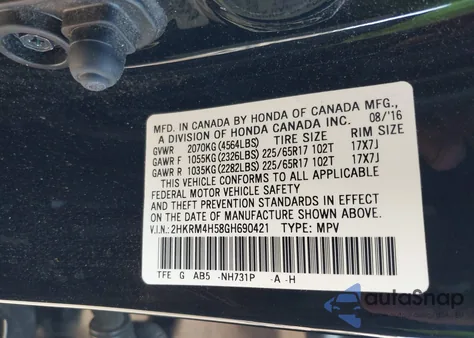 MFD. IN CANADA BY HONDA OF CANADA MFG.,
A DIVISION OF HONDA CANADA INC. 08/'16
GVWR 2070KG (4564LBS) TIRE SIZE RIM SIZE
GAWR F 1055KG (2326LBS) 225/65R17 102T 17X7J
GAWR R 1035KG (2282LBS) 225/65R17 102T 17X7J
THIS VEHICLE CONFORMS TO ALL APPLICABLE
FEDERAL MOTOR VEHICLE SAFETY
AND THEFT PREVENTION STANDARDS IN EFFECT
ON THE DATE OF MANUFACTURE SHOWN ABOVE.
V.I.N.: 2HKRM4H58GH690421 TYPE: MPV
TFE G AB5 -NH731P -A -H
autoSnap